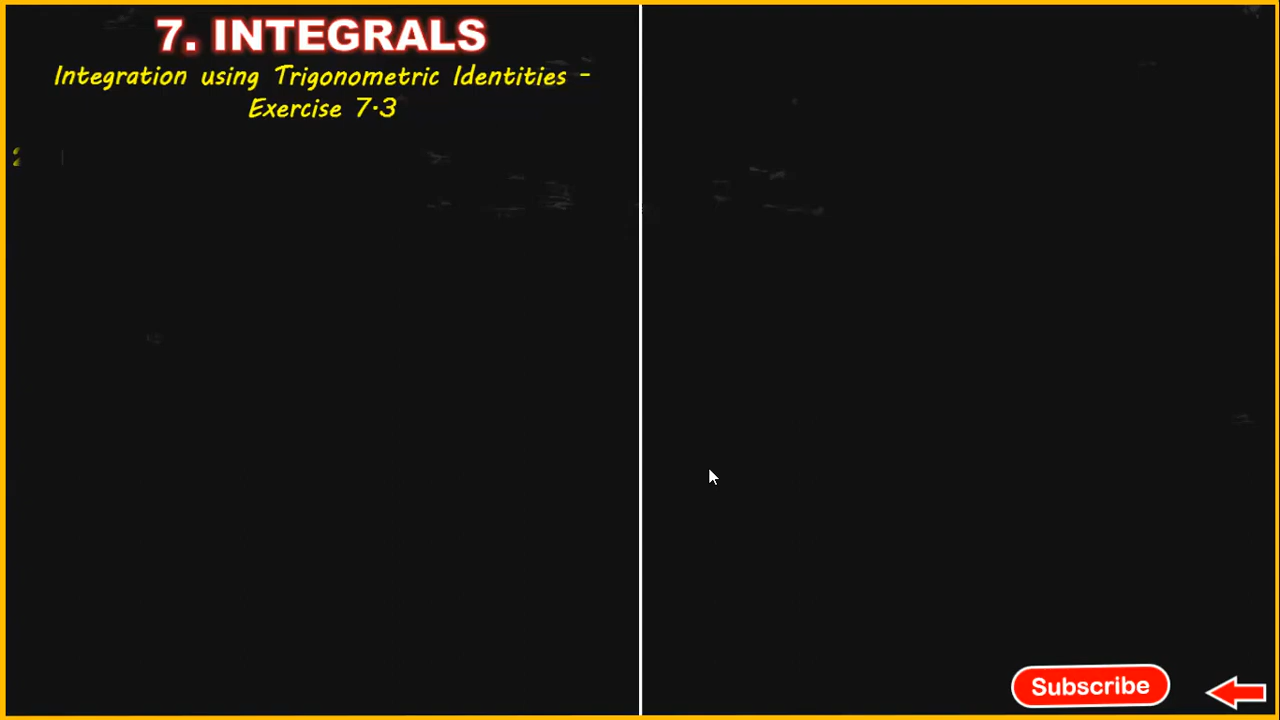 7. INTEGRALS
Integration using Trigonometric Identities -
Exercise 7.3
Subscribe